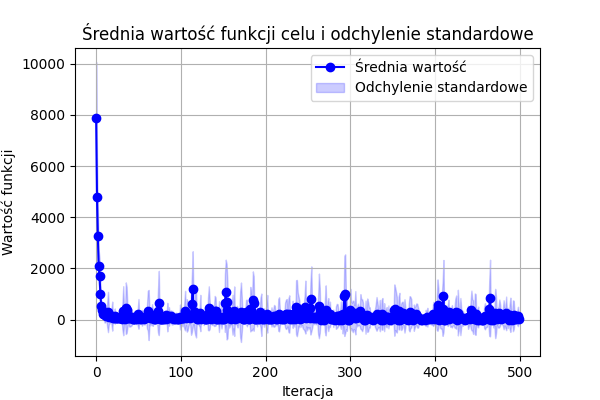 Średnia wartość funkcji celu i odchylenie standardowe
Średnia wartość
Odchylenie standardowe
Wartość funkcji
10000
8000
6000
4000
2000
0
0 100 200 300 400 500
Iteracja